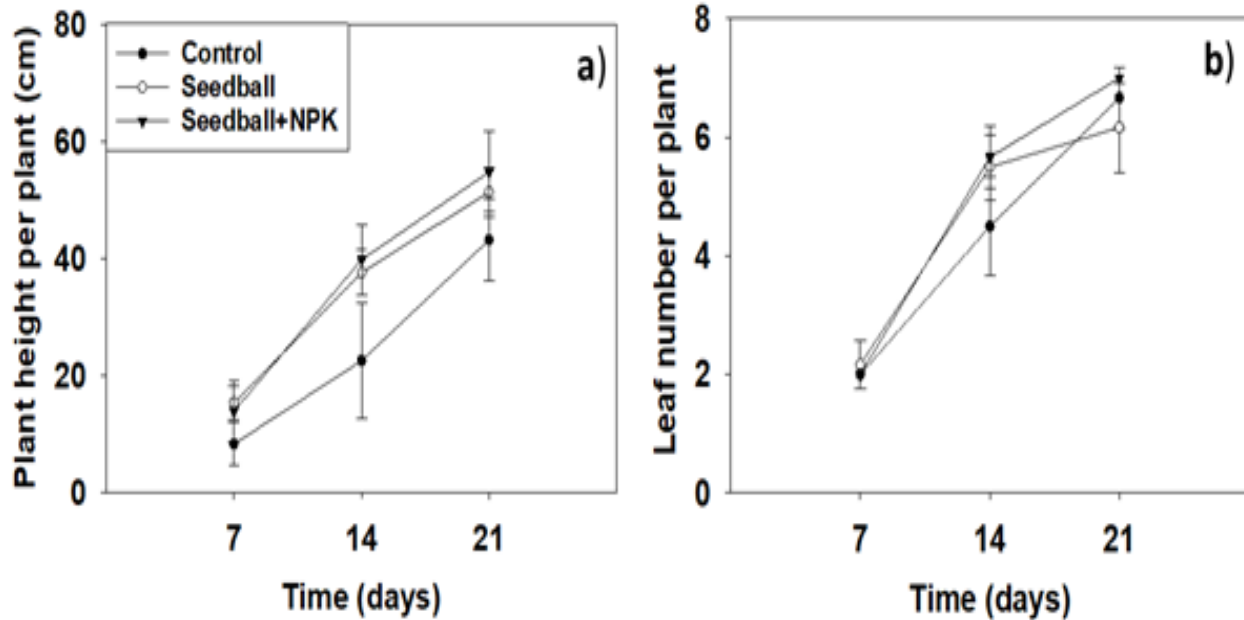 Plant height per plant (cm)
80
60
40
20
0
Control
Seedball
Seedball+NPK
a)
7 14 21
Time (days)
Leaf number per plant
8
6
4
2
0
b)
7 14 21
Time (days)